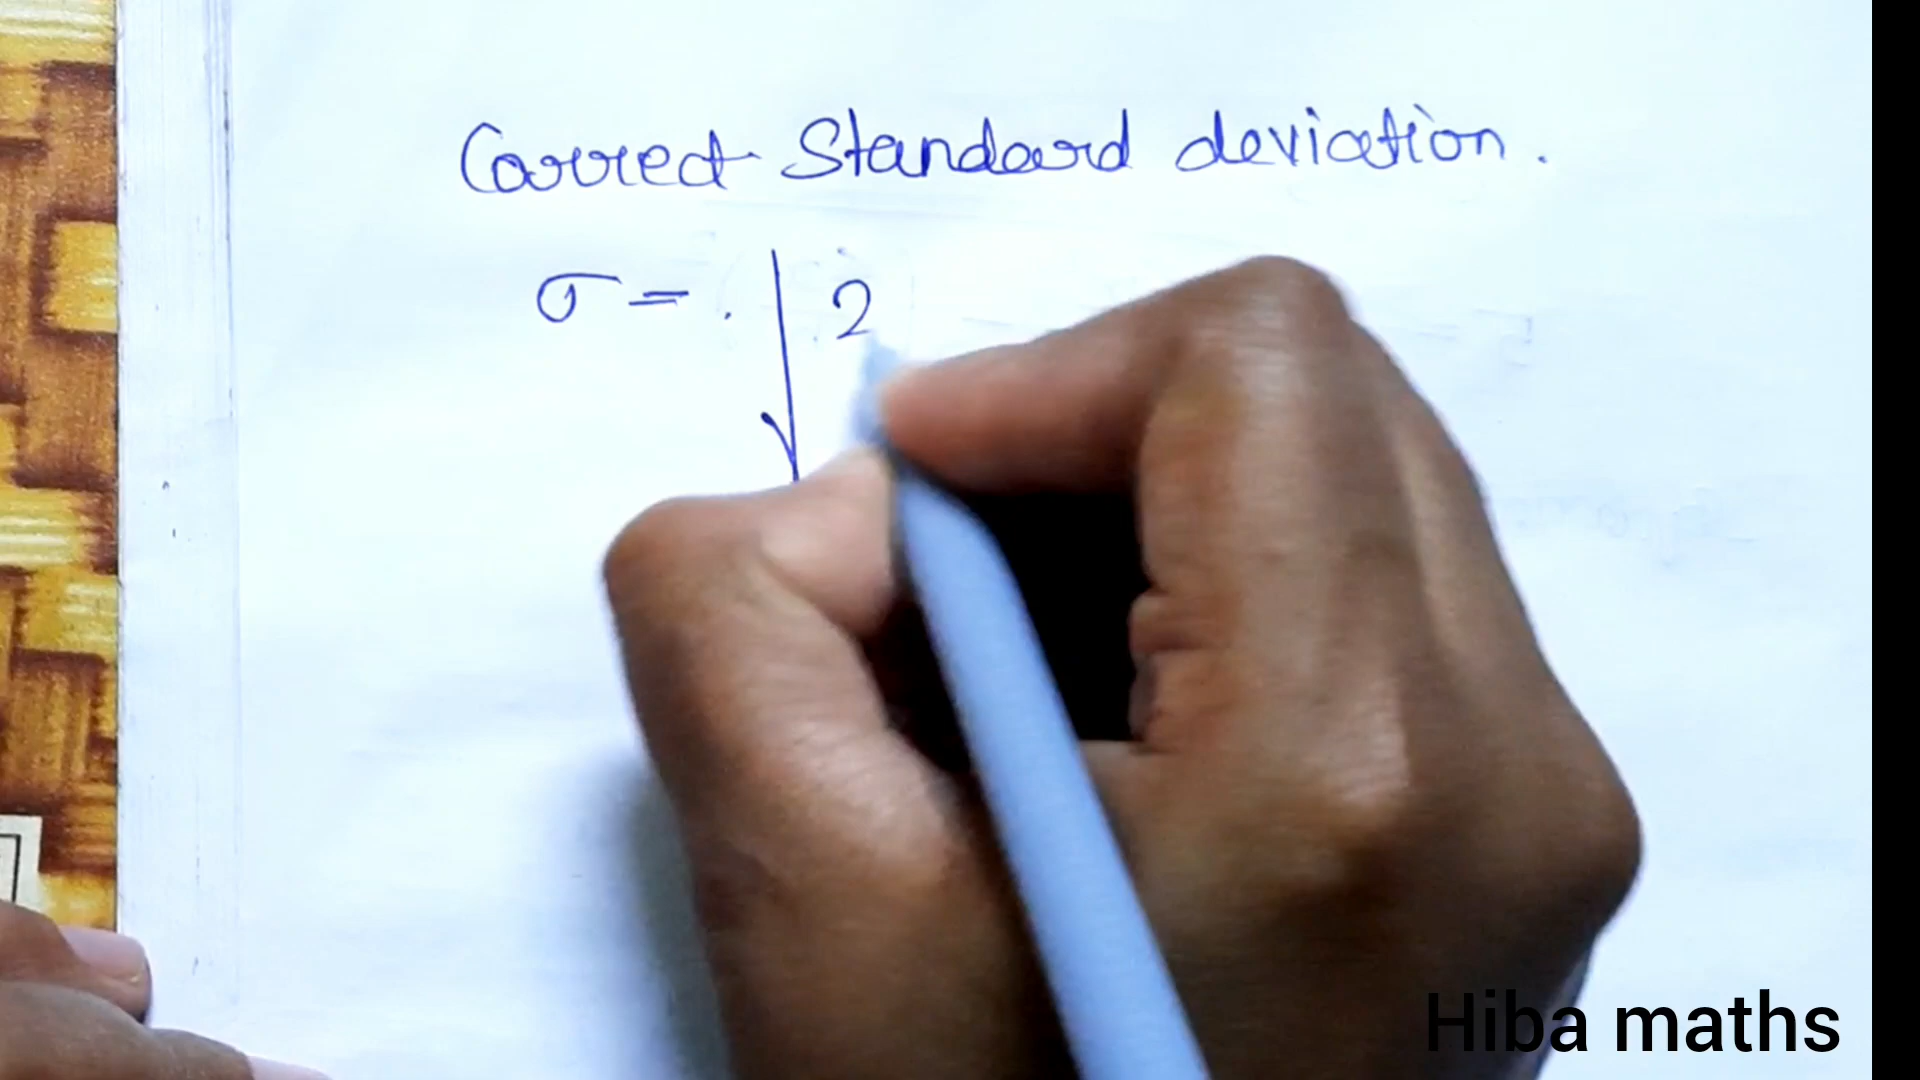 Correct Standard deviation.
σ = √ 2
Hiba maths